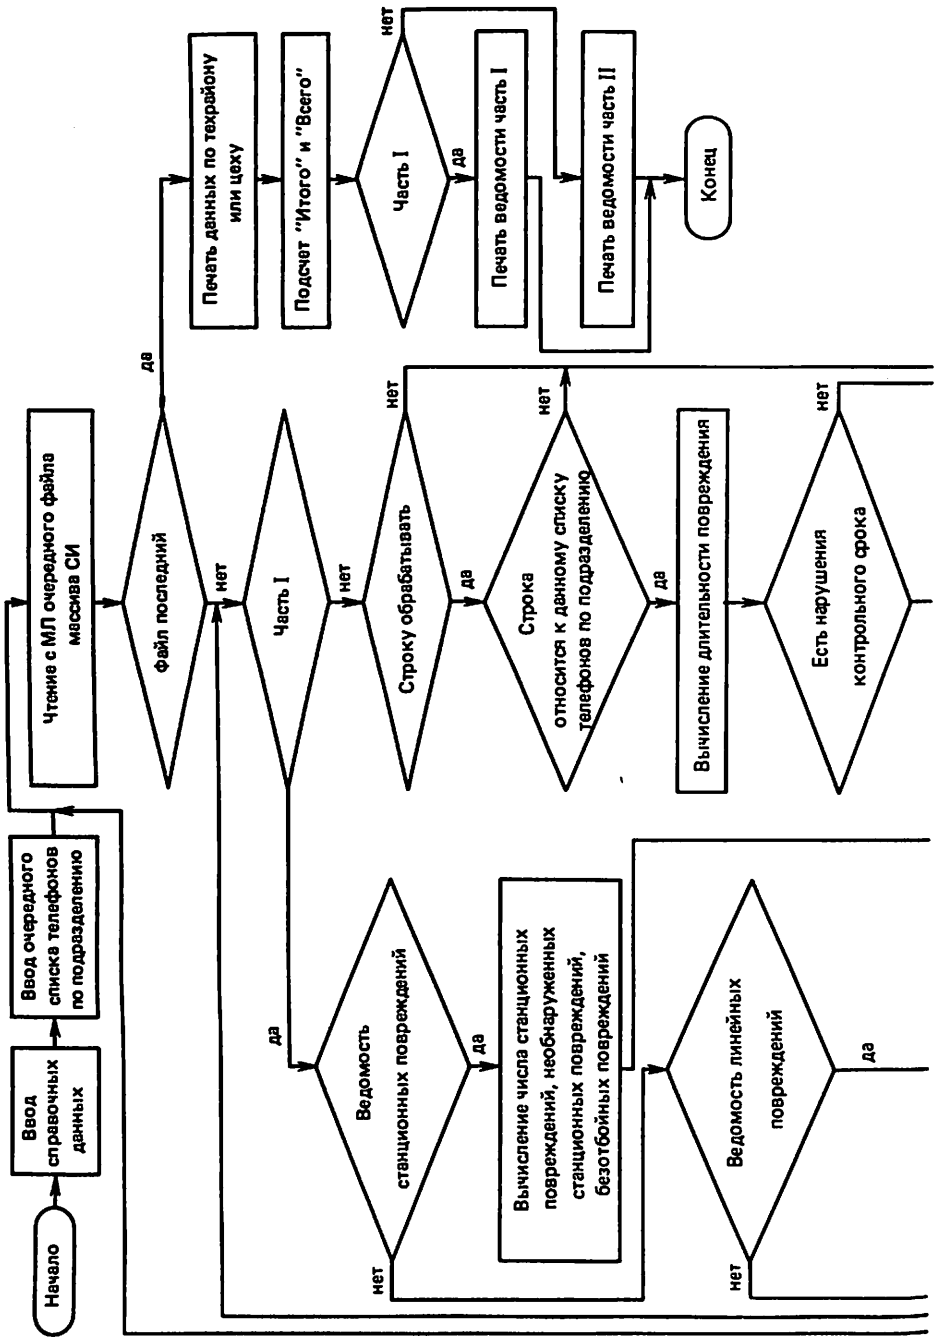 Начало
Ввод
справочных
данных
Ввод очередного
списка телефонов
по подразделению
Чтение с МЛ очередного файла
массива СИ
Файл последний
да
нет
Печать данных по техрайону
или цеху
Подсчет "Итого" и "Всего"
Часть I
нет
да
Печать ведомости часть I
Печать ведомости часть II
Конец
Часть I
да
нет
Строку обрабатывать
нет
да
Строка
относится к данному списку
телефонов по подразделению
нет
да
Вычисление длительности повреждения
Есть нарушения
контрольного срока
нет
Ведомость
станционных повреждений
нет
да
Вычисление числа станционных
повреждений, необнаруженных
станционных повреждений,
безотбойных повреждений
Ведомость линейных
повреждений
нет
да